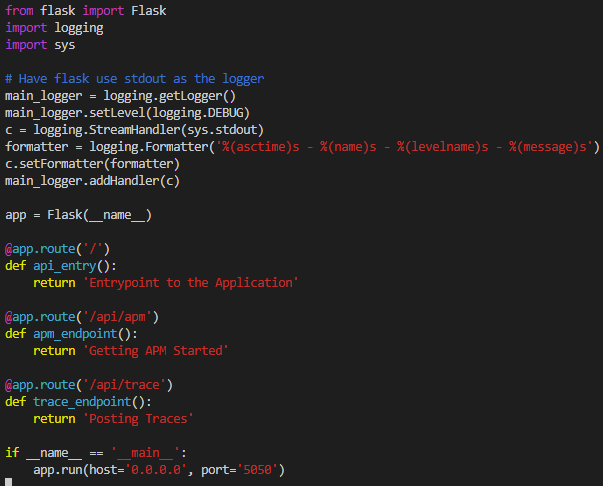 from flask import Flask
import logging
import sys
# Have flask use stdout as the logger
main_logger = logging.getLogger()
main_logger.setLevel(logging.DEBUG)
c = logging.StreamHandler(sys.stdout)
formatter = logging.Formatter('%(asctime)s - %(name)s - %(levelname)s - %(message)s')
c.setFormatter(formatter)
main_logger.addHandler(c)
app = Flask(__name__)
@app.route('/')
def api_entry():
    return 'Entrypoint to the Application'
@app.route('/api/apm')
def apm_endpoint():
    return 'Getting APM Started'
@app.route('/api/trace')
def trace_endpoint():
    return 'Posting Traces'
if __name__ == '__main__':
    app.run(host='0.0.0.0', port='5050')